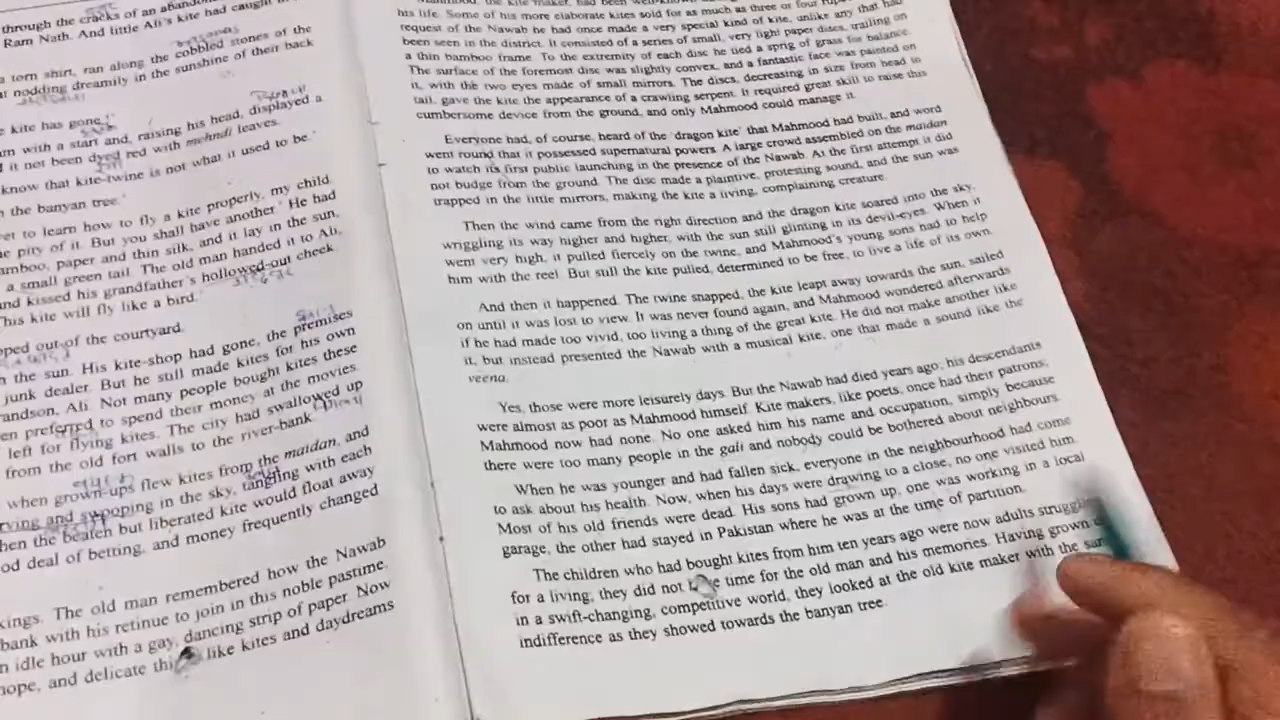 through the cracks of an
Ram Nath. And little Ali's kite had caught in
torn shirt, ran along the cobbled stones of the
nodding dreamily in the sunshine of their back
kite has gone.'
with a start and, raising his head, displayed a
it not been dyed red with mehndi leaves.
know that kite-twine is not what it used to be.'
the banyan tree.'
to learn how to fly a kite properly, my child.
pity of it. But you shall have another.' He had
paper and thin silk, and it lay in the sun,
a small green tail. The old man handed it to Ali,
and kissed his grandfather's hollowed-out cheek.
This kite will fly like a bird.'
out of the courtyard.
the sun. His kite-shop had gone, the premises
junk dealer. But he still made kites for his own
Ali. Not many people bought kites these
preferred to spend their money at the movies.
left for flying kites. The city had swallowed up
from the old fort walls to the river-bank.
when grown-ups flew kites from the maidan, and
and swooping in the sky, tangling with each
the beaten but liberated kite would float away
deal of betting, and money frequently changed
The old man remembered how the Nawab
with his retinue to join in this noble pastime.
idle hour with a gay, dancing strip of paper. Now
and delicate like kites and daydreams
the kite maker, had been
his life. Some of his more elaborate kites sold for as much as three or four
request of the Nawab he had once made a very special kind of kite, unlike any that had
been seen in the district. It consisted of a series of small, very light paper discs, trailing on
a thin bamboo frame. To the extremity of each disc he tied a sprig of grass for balance.
The surface of the foremost disc was slightly convex, and a fantastic face was painted on
it, with the two eyes made of small mirrors. The discs, decreasing in size from head to
tail, gave the kite the appearance of a crawling serpent. It required great skill to raise this
cumbersome device from the ground, and only Mahmood could manage it.
Everyone had, of course, heard of the 'dragon kite' that Mahmood had built, and word
went round that it possessed supernatural powers. A large crowd assembled on the maidan
to watch its first public launching in the presence of the Nawab. At the first attempt it did
not budge from the ground. The disc made a plaintive, protesting sound, and the sun was
trapped in the little mirrors, making the kite a living, complaining creature.
Then the wind came from the right direction and the dragon kite soared into the sky,
wriggling its way higher and higher, with the sun still glinting in its devil-eyes. When it
went very high, it pulled fiercely on the twine, and Mahmood's young sons had to help
him with the reel. But still the kite pulled, determined to be free, to live a life of its own.
And then it happened. The twine snapped, the kite leapt away towards the sun, sailed
on until it was lost to view. It was never found again, and Mahmood wondered afterwards
if he had made too vivid, too living a thing of the great kite. He did not make another like
it, but instead presented the Nawab with a musical kite, one that made a sound like the
veena.
Yes, those were more leisurely days. But the Nawab had died years ago; his descendants
were almost as poor as Mahmood himself. Kite makers, like poets, once had their patrons;
Mahmood now had none. No one asked him his name and occupation, simply because
there were too many people in the gali and nobody could be bothered about neighbours.
When he was younger and had fallen sick, everyone in the neighbourhood had come
to ask about his health. Now, when his days were drawing to a close, no one visited him.
Most of his old friends were dead. His sons had grown up, one was working in a local
garage, the other had stayed in Pakistan where he was at the time of partition.
The children who had bought kites from him ten years ago were now adults
for a living, they did not time for the old man and his memories. Having grown
in a swift-changing, competitive world, they looked at the old kite maker with the
indifference as they showed towards the banyan tree.